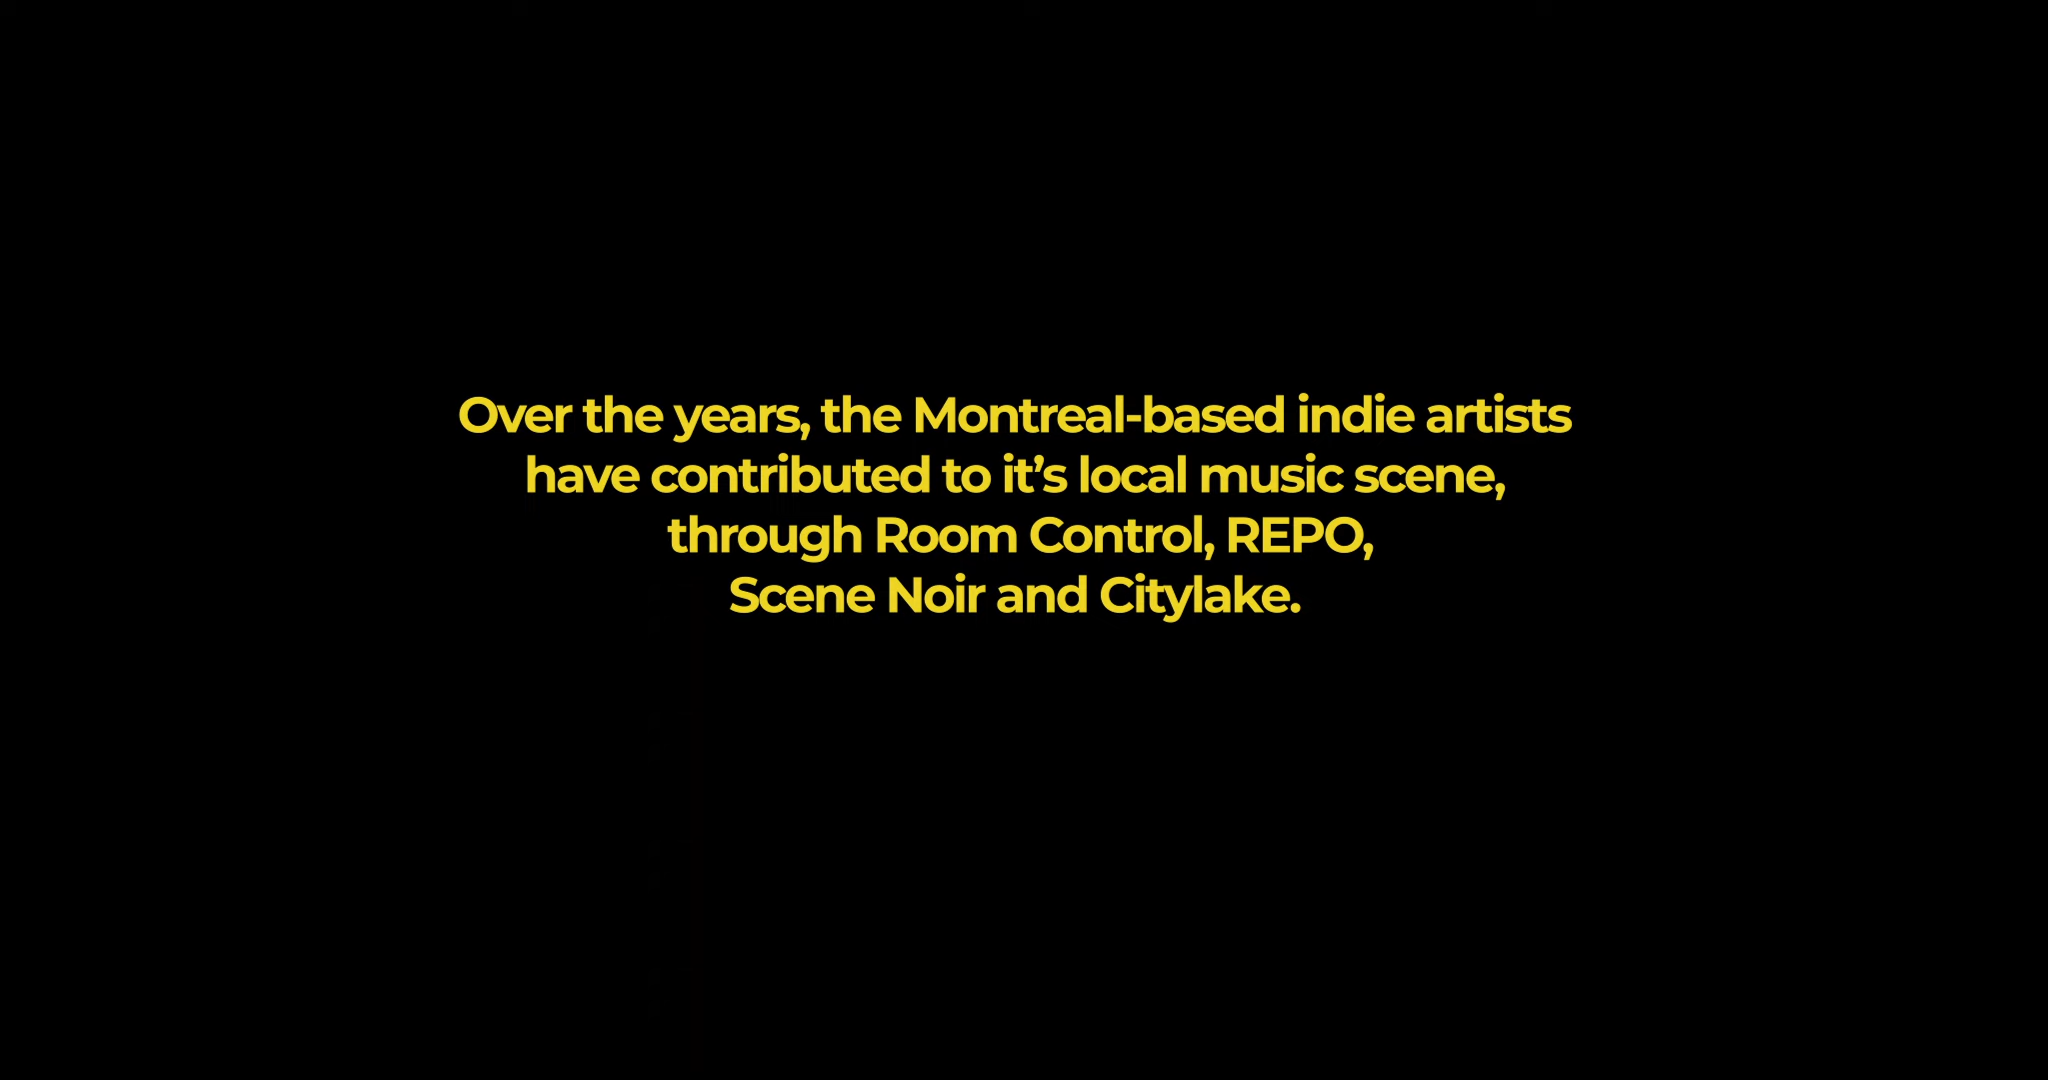 Over the years, the Montreal-based indie artists
have contributed to it’s local music scene,
through Room Control, REPO,
Scene Noir and Citylake.